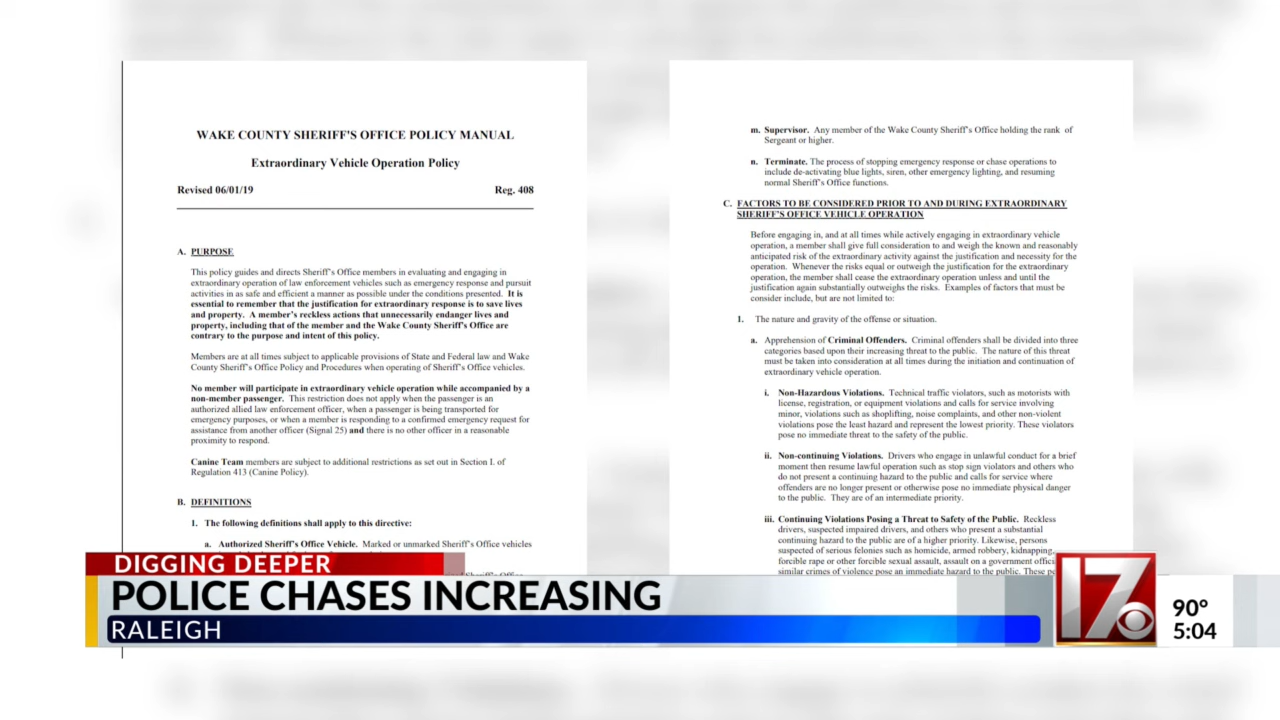 WAKE COUNTY SHERIFF'S OFFICE POLICY MANUAL
Extraordinary Vehicle Operation Policy
Revised 06/01/19 Reg. 408
A. PURPOSE
This policy guides and directs Sheriff's Office members in evaluating and engaging in
extraordinary operation of law enforcement vehicles such as emergency response and pursuit
activities in as safe and efficient a manner as possible under the conditions presented. It is
essential to remember that the justification for extraordinary response is to save lives
and property. A member's reckless actions that unnecessarily endanger lives and
property, including that of the member and the Wake County Sheriff's Office are
contrary to the purpose and intent of this policy.
Members are at all times subject to applicable provisions of State and Federal law and Wake
County Sheriff's Office Policy and Procedures when operating of Sheriff's Office vehicles.
No member will participate in extraordinary vehicle operation while accompanied by a
non-member passenger. This restriction does not apply when the passenger is an
authorized allied law enforcement officer, when a passenger is being transported for
emergency purposes, or when a member is responding to a confirmed emergency request for
assistance from another officer (Signal 25) and there is no other officer in a reasonable
proximity to respond.
Canine Team members are subject to additional restrictions as set out in Section I. of
Regulation 413 (Canine Policy).
B. DEFINITIONS
1. The following definitions shall apply to this directive:
a. Authorized Sheriff's Office Vehicle. Marked or unmarked Sheriff's Office vehicles
m. Supervisor. Any member of the Wake County Sheriff's Office holding the rank of
Sergeant or higher.
n. Terminate. The process of stopping emergency response or chase operations to
include de-activating blue lights, siren, other emergency lighting, and resuming
normal Sheriff's Office functions.
C. FACTORS TO BE CONSIDERED PRIOR TO AND DURING EXTRAORDINARY
SHERIFF'S OFFICE VEHICLE OPERATION
Before engaging in, and at all times while actively engaging in extraordinary vehicle
operation, a member shall give full consideration to and weigh the known and reasonably
anticipated risk of the extraordinary activity against the justification and necessity for the
operation. Whenever the risks equal or outweigh the justification for the extraordinary
operation, the member shall cease the extraordinary operation unless and until the
justification again substantially outweighs the risks. Examples of factors that must be
consider include, but are not limited to:
1. The nature and gravity of the offense or situation.
a. Apprehension of Criminal Offenders. Criminal offenders shall be divided into three
categories based upon their increasing threat to the public. The nature of this threat
must be taken into consideration at all times during the initiation and continuation of
extraordinary vehicle operation.
i. Non-Hazardous Violations. Technical traffic violators, such as motorists with
license, registration, or equipment violations and calls for service involving
minor, violations such as shoplifting, noise complaints, and other non-violent
violations pose the least hazard and represent the lowest priority. These violators
pose no immediate threat to the safety of the public.
ii. Non-continuing Violations. Drivers who engage in unlawful conduct for a brief
moment then resume lawful operation such as stop sign violators and others who
do not present a continuing hazard to the public and calls for service where
offenders are no longer present or otherwise pose no immediate physical danger
to the public. They are of an intermediate priority.
iii. Continuing Violations Posing a Threat to Safety of the Public. Reckless
drivers, suspected impaired drivers, and others who present a substantial
continuing hazard to the public are of a higher priority. Likewise, persons
suspected of serious felonies such as homicide, armed robbery, kidnapping,
forcible rape or other forcible sexual assault, assault on a government
similar crimes of violence pose an immediate hazard to the public. These
DIGGING DEEPER
POLICE CHASES INCREASING
RALEIGH
17
90°
5:04